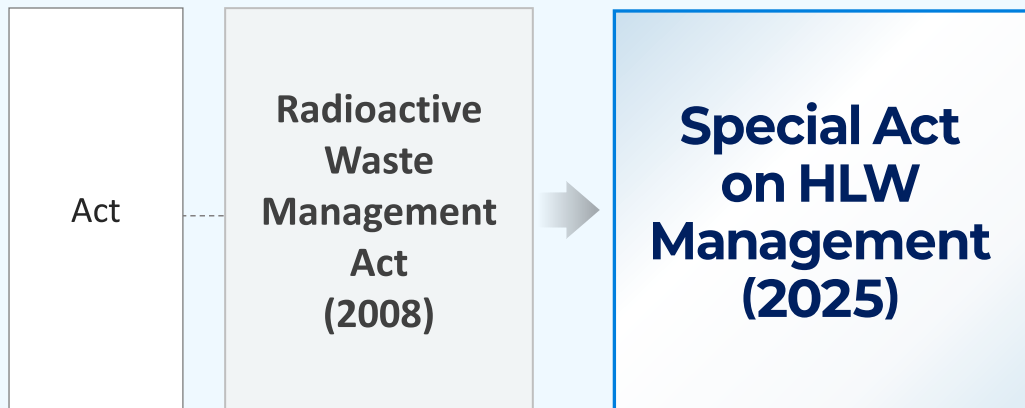 Act
Radioactive
Waste
Management
Act
(2008)
Special Act
on HLW
Management
(2025)